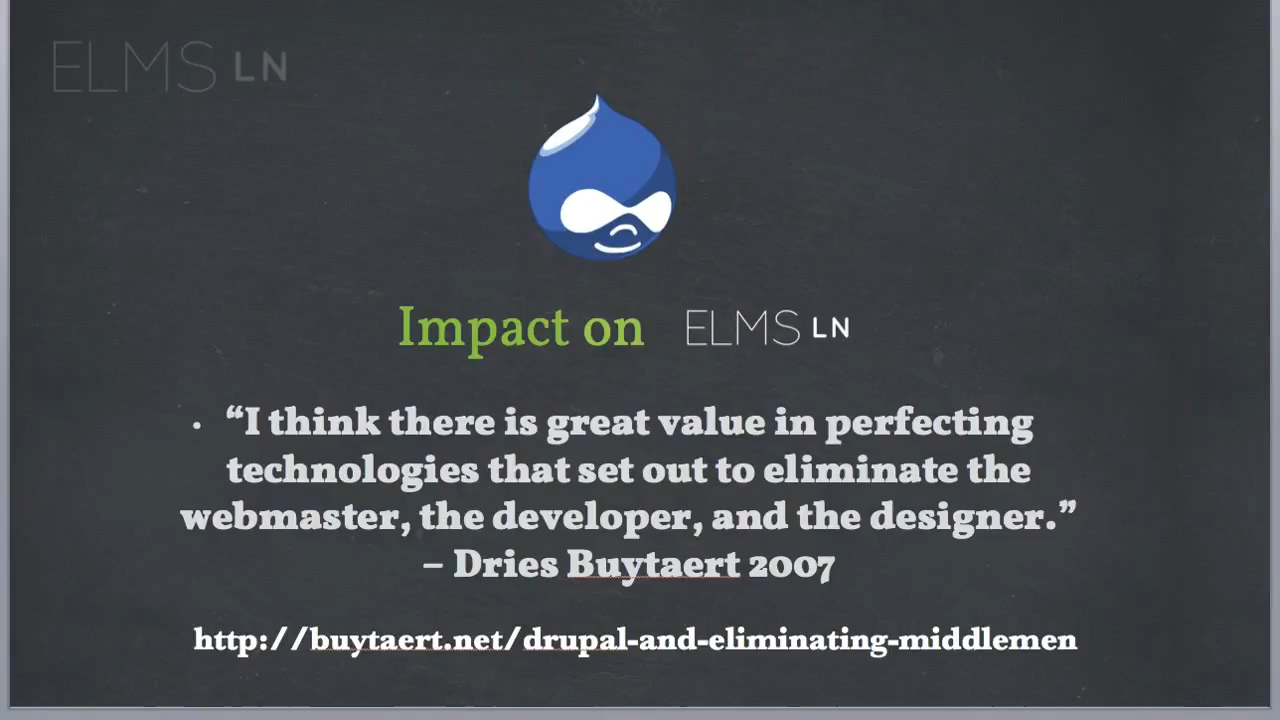 ELMS LN
Impact on ELMS LN
• “I think there is great value in perfecting
technologies that set out to eliminate the
webmaster, the developer, and the designer.”
– Dries Buytaert 2007
http://buytaert.net/drupal-and-eliminating-middlemen